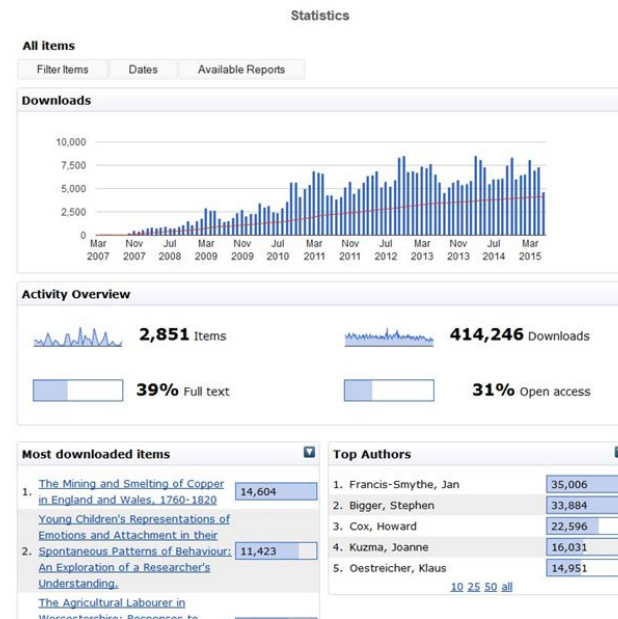 Statistics
All items
Filter Items Dates Available Reports
Downloads
10,000
7,500
5,000
2,500
0
Mar Nov Jul Mar Nov Jul Mar Nov Jul Mar Nov Jul Mar
2007 2007 2008 2009 2009 2010 2011 2011 2012 2013 2013 2014 2015
Activity Overview
2,851 Items 414,246 Downloads
39% Full text 31% Open access
Most downloaded items
1. The Mining and Smelting of Copper
in England and Wales, 1760-1820
14,604
2. Young Children's Representations of
Emotions and Attachment in their
Spontaneous Patterns of Behaviour:
An Exploration of a Researcher's
Understanding.
11,423
The Agricultural Labourer in
Worcestershire: Responses to
Top Authors
1. Francis-Smythe, Jan 35,006
2. Bigger, Stephen 33,884
3. Cox, Howard 22,596
4. Kuzma, Joanne 16,031
5. Oestreicher, Klaus 14,951
10 25 50 all